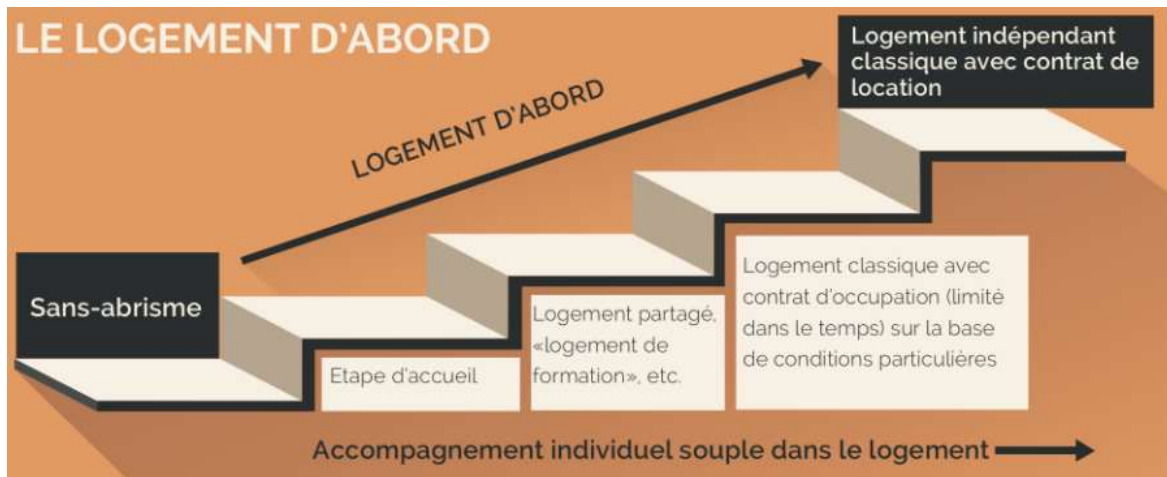 LE LOGEMENT D'ABORD
Logement indépendant
classique avec contrat de
location
LOGEMENT D'ABORD
Sans-abrisme
Etape d'accueil
Logement partagé,
«logement de
formation», etc.
Logement classique avec
contrat d'occupation (limité
dans le temps) sur la base
de conditions particulières
Accompagnement individuel souple dans le logement